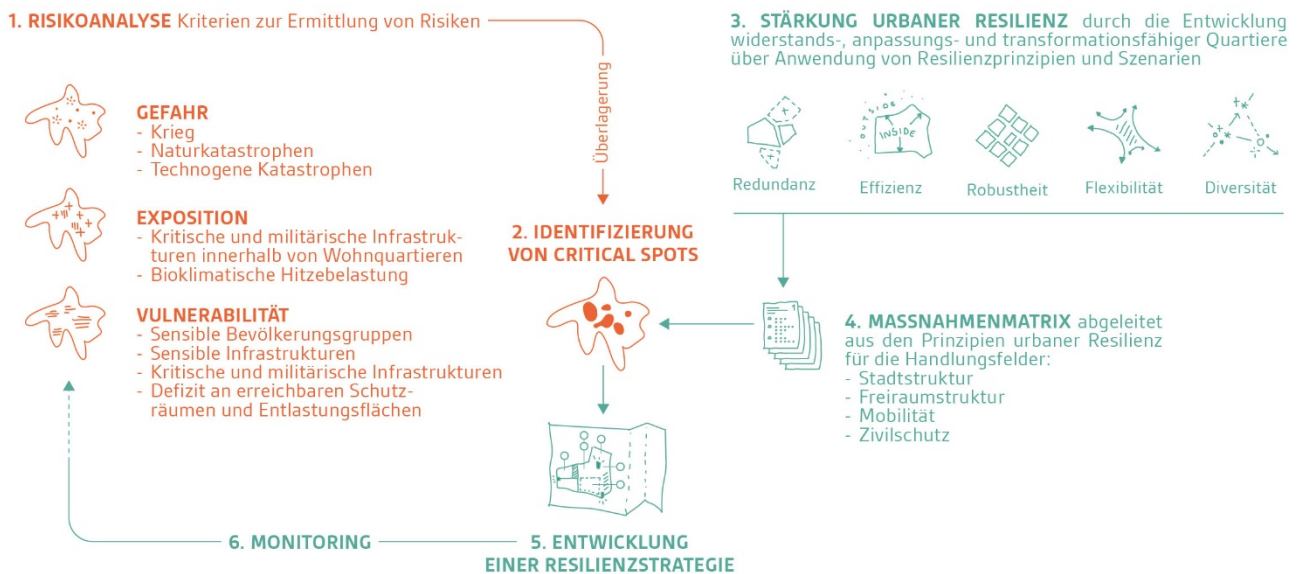 1. RISIKOANALYSE Kriterien zur Ermittlung von Risiken
GEFAHR
- Krieg
- Naturkatastrophen
- Technogene Katastrophen
EXPOSITION
- Kritische und militärische Infrastruk-
turen innerhalb von Wohnquartieren
- Bioklimatische Hitzebelastung
VULNERABILITÄT
- Sensible Bevölkerungsgruppen
- Sensible Infrastrukturen
- Kritische und militärische Infrastrukturen
- Defizit an erreichbaren Schutz-
räumen und Entlastungsflächen
Überlagerung
2. IDENTIFIZIERUNG
VON CRITICAL SPOTS
3. STÄRKUNG URBANER RESILIENZ durch die Entwicklung
widerstands-, anpassungs- und transformationsfähiger Quartiere
über Anwendung von Resilienzprinzipien und Szenarien
OUTSIDE
INSIDE
Redundanz
Effizienz
Robustheit
Flexibilität
Diversität
4. MASSNAHMENMATRIX abgeleitet
aus den Prinzipien urbaner Resilienz
für die Handlungsfelder:
- Stadtstruktur
- Freiraumstruktur
- Mobilität
- Zivilschutz
5. ENTWICKLUNG
EINER RESILIENZSTRATEGIE
6. MONITORING